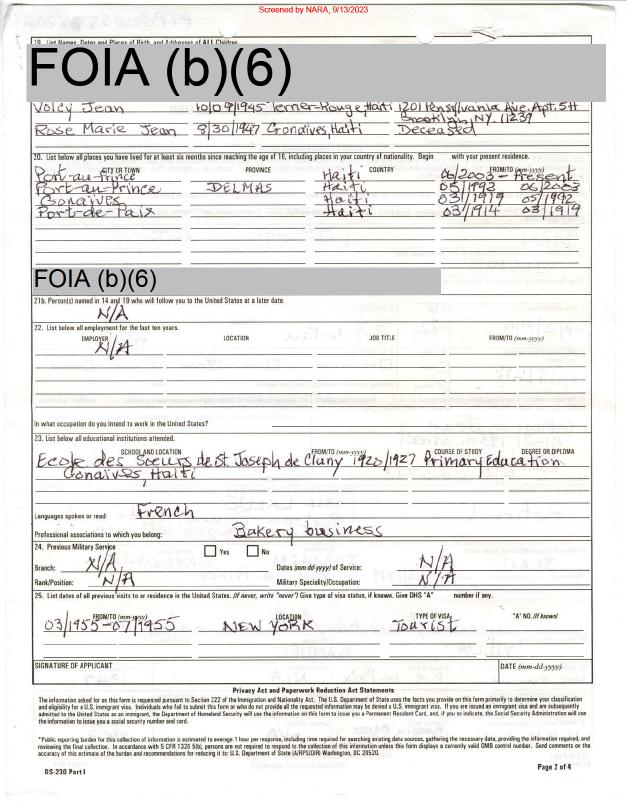 Screened by NARA, 9/13/2023
19. List Names, Dates and Places of Birth, and Addresses of ALL Children.
FOIA (b)(6)
Volcy Jean 10/09/1945 Terrier-Rouge, Haiti 1201 Pensylvania Ave. Apt. 5H
Brooklyn, N.Y. 11239
Rose Marie Jean 8/30/1947 Gonaives, Haiti Deceased
20. List below all places you have lived for at least six months since reaching the age of 16, including places in your country of nationality. Begin with your present residence.
CITY OR TOWN PROVINCE COUNTRY FROM/TO (mm-yyyy)
Port-au-Prince Haiti 06/2003 - Present
Port-au-Prince DELMAS Haiti 05/1992 06/2003
Gonaives Haiti 03/1919 05/1992
Port-de-Paix Haiti 03/1914 03/1919
FOIA (b)(6)
21b. Person(s) named in 14 and 19 who will follow you to the United States at a later date.
N/A
22. List below all employment for the last ten years.
EMPLOYER LOCATION JOB TITLE FROM/TO (mm-yyyy)
N/A
In what occupation do you intend to work in the United States?
23. List below all educational institutions attended.
SCHOOL AND LOCATION FROM/TO (mm-yyyy) COURSE OF STUDY DEGREE OR DIPLOMA
Ecole des Soeurs de St. Joseph de Cluny 1920/1927 Primary Education
Gonaives, Haiti
Languages spoken or read: French
Professional associations to which you belong: Bakery business
24. Previous Military Service Yes No
Branch: N/A Dates (mm-dd-yyyy) of Service: N/A
Rank/Position: N/A Military Speciality/Occupation: N/A
25. List dates of all previous visits to or residence in the United States. (If never, write "never") Give type of visa status, if known. Give DHS "A" number if any.
FROM/TO (mm-yyyy) LOCATION TYPE OF VISA "A" NO. (If known)
03/1955-07/1955 NEW YORK Tourist
SIGNATURE OF APPLICANT DATE (mm-dd-yyyy)
Privacy Act and Paperwork Reduction Act Statements
The information asked for on this form is requested pursuant to Section 222 of the Immigration and Nationality Act. The U.S. Department of State uses the facts you provide on this form primarily to determine your classification
and eligibility for a U.S. immigrant visa. Individuals who fail to submit this form or who do not provide all the requested information may be denied a U.S. immigrant visa. If you are issued an immigrant visa and are subsequently
admitted to the United States as an immigrant, the Department of Homeland Security will use the information on this form to issue you a Permanent Resident Card, and, if you so indicate, the Social Security Administration will use
the information to issue you a social security number and card.
*Public reporting burden for this collection of information is estimated to average 1 hour per response, including time required for searching existing data sources, gathering the necessary data, providing the information required, and
reviewing the final collection. In accordance with 5 CFR 1320 5(b), persons are not required to respond to the collection of this information unless this form displays a currently valid OMB control number. Send comments on the
accuracy of this estimate of the burden and recommendations for reducing it to: U.S. Department of State (A/RPS/DIR) Washington, DC 20520.
DS-230 Part I Page 2 of 4